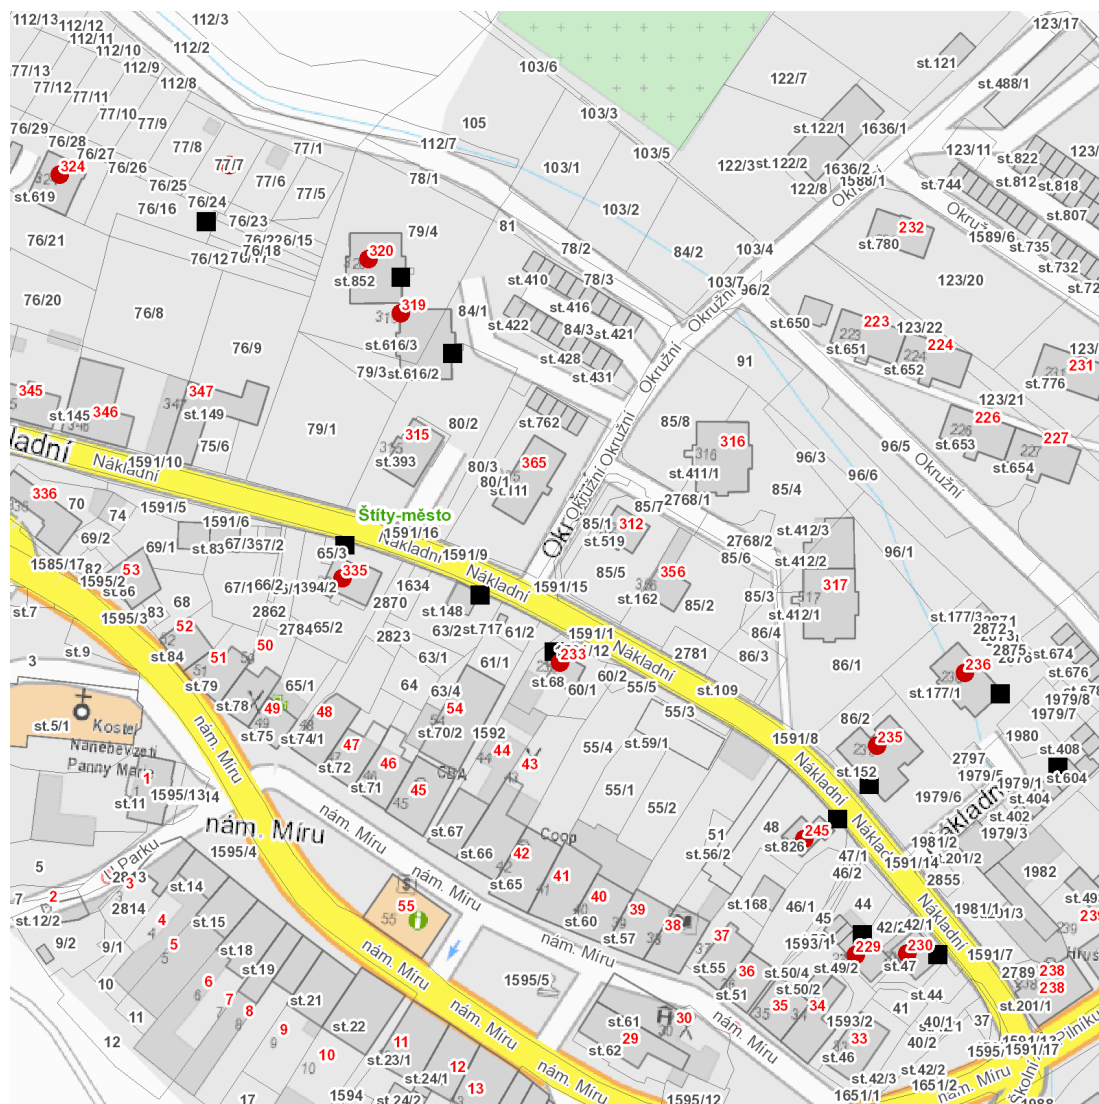 112/13
112/12
112/11
112/10
112/9
112/8
112/3
112/2
77/13
77/12
77/11
77/10
77/9
77/8
77/7
77/6
77/5
77/1
76/29
76/28
76/27
76/26
76/25
76/24
76/23
76/16
76/21
76/20
76/18
76/12
76/8
76/9
324
st.619
105
112/7
103/6
103/3
103/5
103/1
103/2
103/4
103/7
78/1
78/2
78/3
79/4
81
84/2
84/1
84/3
122/7
st.122/1
st.122/2
122/3
122/8
1636/1
1636/2
1588/1
st.121
st.488/1
123/17
123/11
st.822
st.812
st.818
st.807
st.744
1589/6
st.735
st.732
Okružní
232
st.780
123/20
96/2
320
st.852
319
st.616/3
st.616/2
79/3
st.410
st.416
st.421
st.422
st.428
st.431
st.650
223
224
123/22
st.651
st.652
231
st.776
123/21
226
st.653
227
st.654
91
345
346
347
st.145
st.149
75/6
79/1
80/2
80/3
80/1
st.762
315
st.393
365
st.111
Okružní
Okružní
Okružní
Okružní
85/8
316
st.411/1
96/3
96/5
96/6
96/1
85/4
Nákladní
1591/10
1591/5
1591/6
Štíty-město
1591/16
1591/9
Nákladní
1591/15
336
70
74
69/2
69/1
67/3
67/1
66/2
65/3
335
1634
2870
2862
65/2
2823
st.148
st.717
63/2
61/2
63/1
61/1
63/4
64
85/7
85/1
312
st.519
85/5
2768/1
2768/2
85/6
85/3
85/2
356
st.162
st.412/3
st.412/2
317
st.412/1
86/4
86/3
86/1
86/2
1585/17
82
1595/2
53
83
68
52
1595/3
st.7
st.9
3
st.84
51
50
st.79
st.78
65/1
49
48
st.75
st.74/1
47
st.72
46
st.71
45
54
st.70/2
1592
44
43
ČBA
1591/1
233
st.68
60/1
60/2
55/5
Nákladní
2781
st.109
55/3
55/4
st.59/1
55/1
55/2
1591/8
Nákladní
st.177/3
2871
2872
2875
st.674
st.676
236
st.177/1
1979/8
1979/7
1980
st.408
st.604
235
st.152
2797
1979/5
1979/1
1979/6
st.404
st.402
1979/3
Nákladní
1981/2
1591/14
2855
1982
1981/1
st.5/1
Kostel
Nanebevzetí
Panny Marie
1
st.11
1595/13
nám. Míru
nám. Míru
1595/4
nám. Míru
st.67
st.66
st.65
Coop
42
41
40
39
38
st.60
st.57
51
st.56/2
48
245
st.826
47/1
46/2
46/1
st.168
45
44
42/1
1593/1
229
230
st.49/2
st.47
Nákladní
1591/7
5
7
2
st.12/2
2813
3
2814
st.14
4
5
st.15
9/2
9/1
10
11
12
6
st.18
7
st.19
8
9
st.21
10
st.22
11
st.23/1
12
13
st.24/1
st.24/2
1594
17
55
nám. Míru
nám. Míru
nám. Míru
nám. Míru
nám. Míru
1595/5
37
st.55
36
st.51
st.50/4
st.50/2
35
34
st.61
30
29
st.62
nám. Míru
1595/12
1593/2
33
st.46
st.44
41
40/1
40/2
37
st.42/2
st.42/3
1651/2
1651/1
nám. Míru
2789
238
238
st.201/1
1591/17
Školní